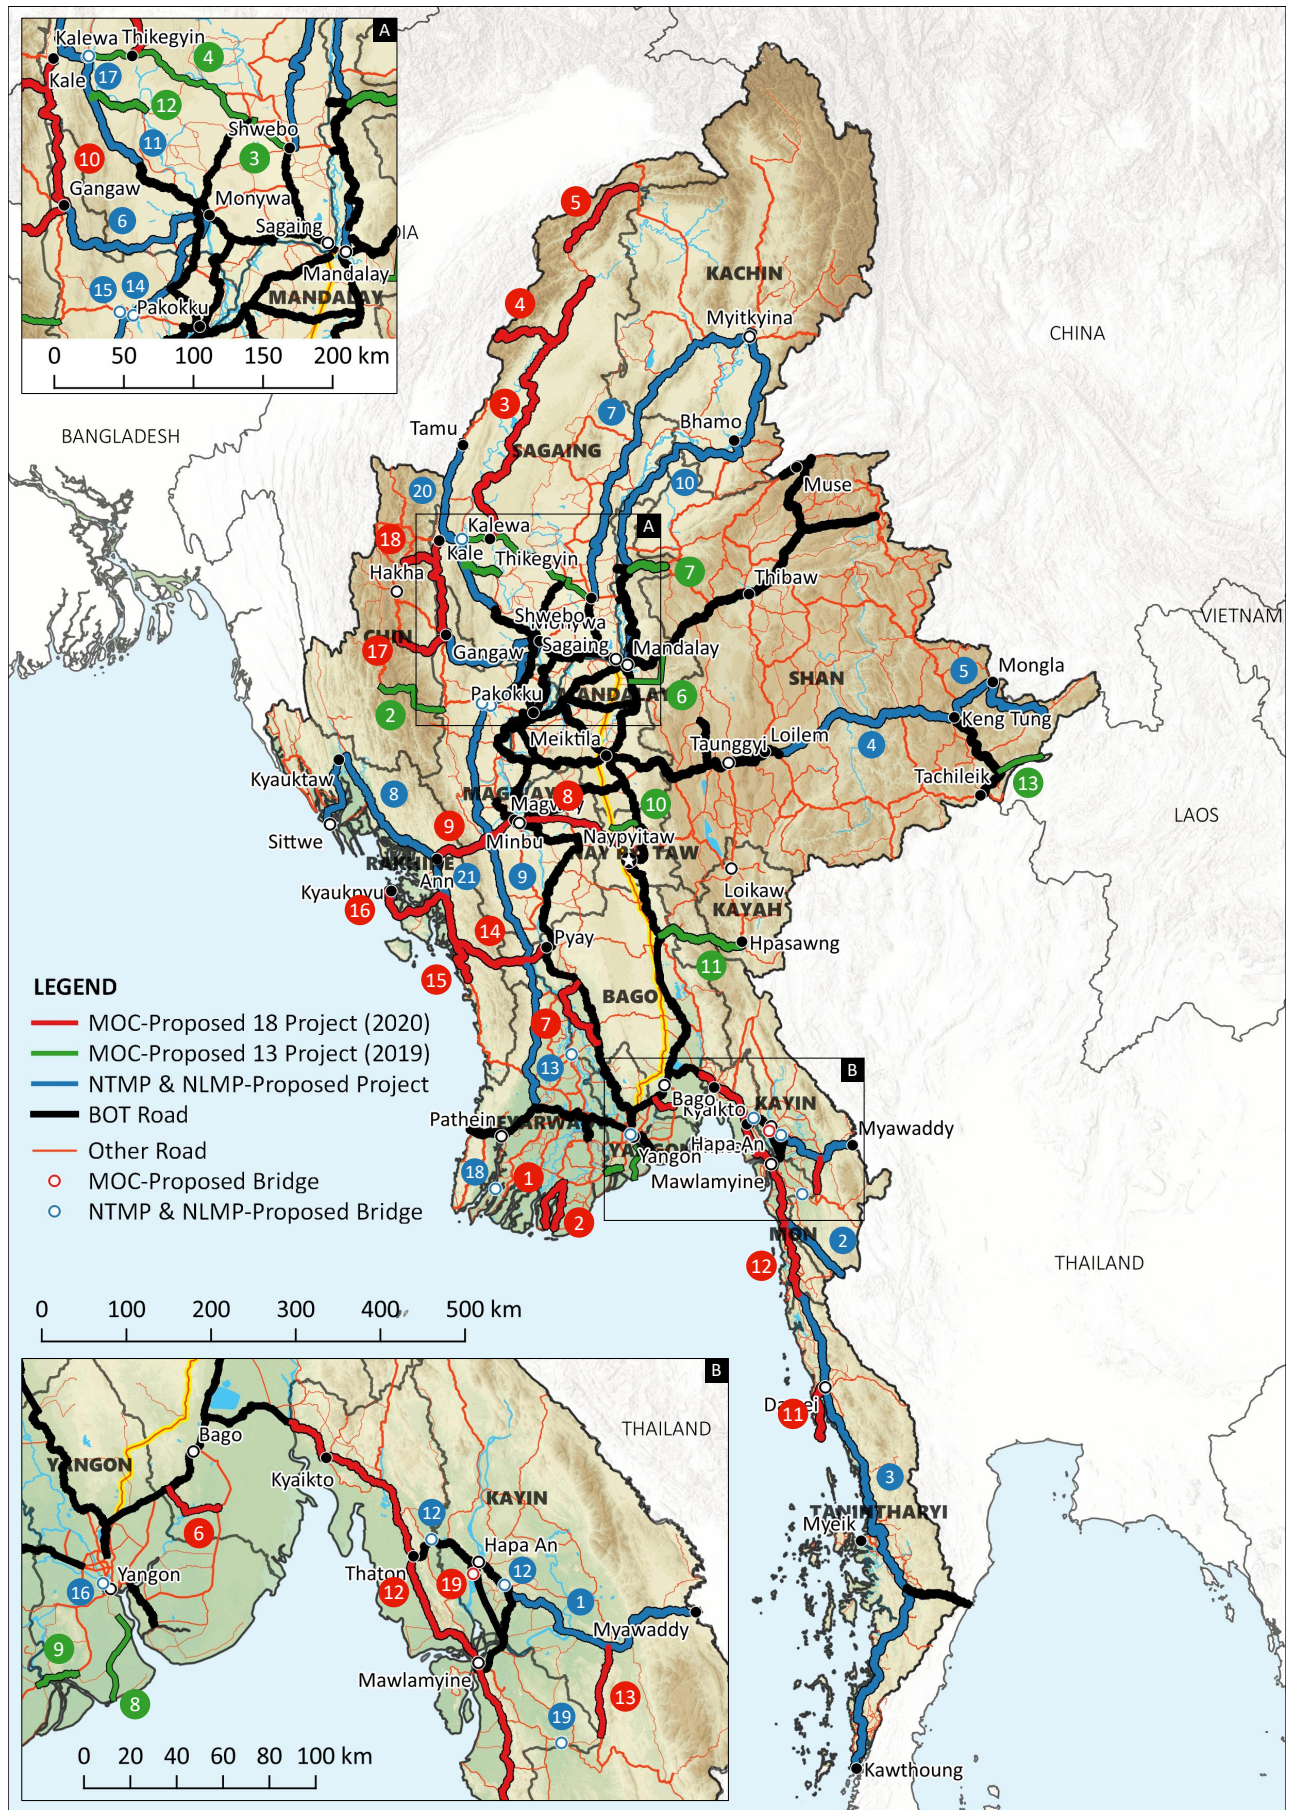 A
Kalewa Thikegyin
4
Kale
17
12
11
Shwebo
3
10
Gangaw
6
Monywa
Sagaing
Mandalay
15
14
Pakokku
MANDALAY
0 50 100 150 200 km
5
KACHIN
4
Myitkyina
CHINA
3
7
BANGLADESH
Tamu
Bhamo
SAGAING
20
10
Muse
A
18
Kalewa
Kale
Thikegyin
Hakha
7
Thibaw
Shwebo
Monywa
VIETNAM
CHIN
17
Gangaw
Sagaing
Mandalay
5
Mongla
SHAN
2
Pakokku
MANDALAY
6
Keng Tung
Meiktila
Taunggyi
Loilem
4
Kyauktaw
8
MAGWAY
8
Tachileik
13
Magway
10
LAOS
Sittwe
9
Minbu
Naypyitaw
RAKHINE
NAY PYI TAW
Ann
21
9
Loikaw
Kyaukpyu
16
KAYAH
14
Pyay
Hpasawng
11
15
BAGO
LEGEND
MOC-Proposed 18 Project (2020)
MOC-Proposed 13 Project (2019)
NTMP & NLMP-Proposed Project
BOT Road
Other Road
MOC-Proposed Bridge
NTMP & NLMP-Proposed Bridge
7
13
B
Bago
Kyaikto
KAYIN
Pathein
Myawaddy
Hapa An
Yangon
Mawlamyine
18
1
2
MON
2
12
THAILAND
0 100 200 300 400 500 km
11
3
TANINTHARYI
Myeik
Kawthoung
B
THAILAND
Bago
YANGON
Kyaikto
KAYIN
12
6
Hapa An
Thaton
12
19
12
Yangon
16
1
Myawaddy
9
Mawlamyine
8
13
19
0 20 40 60 80 100 km